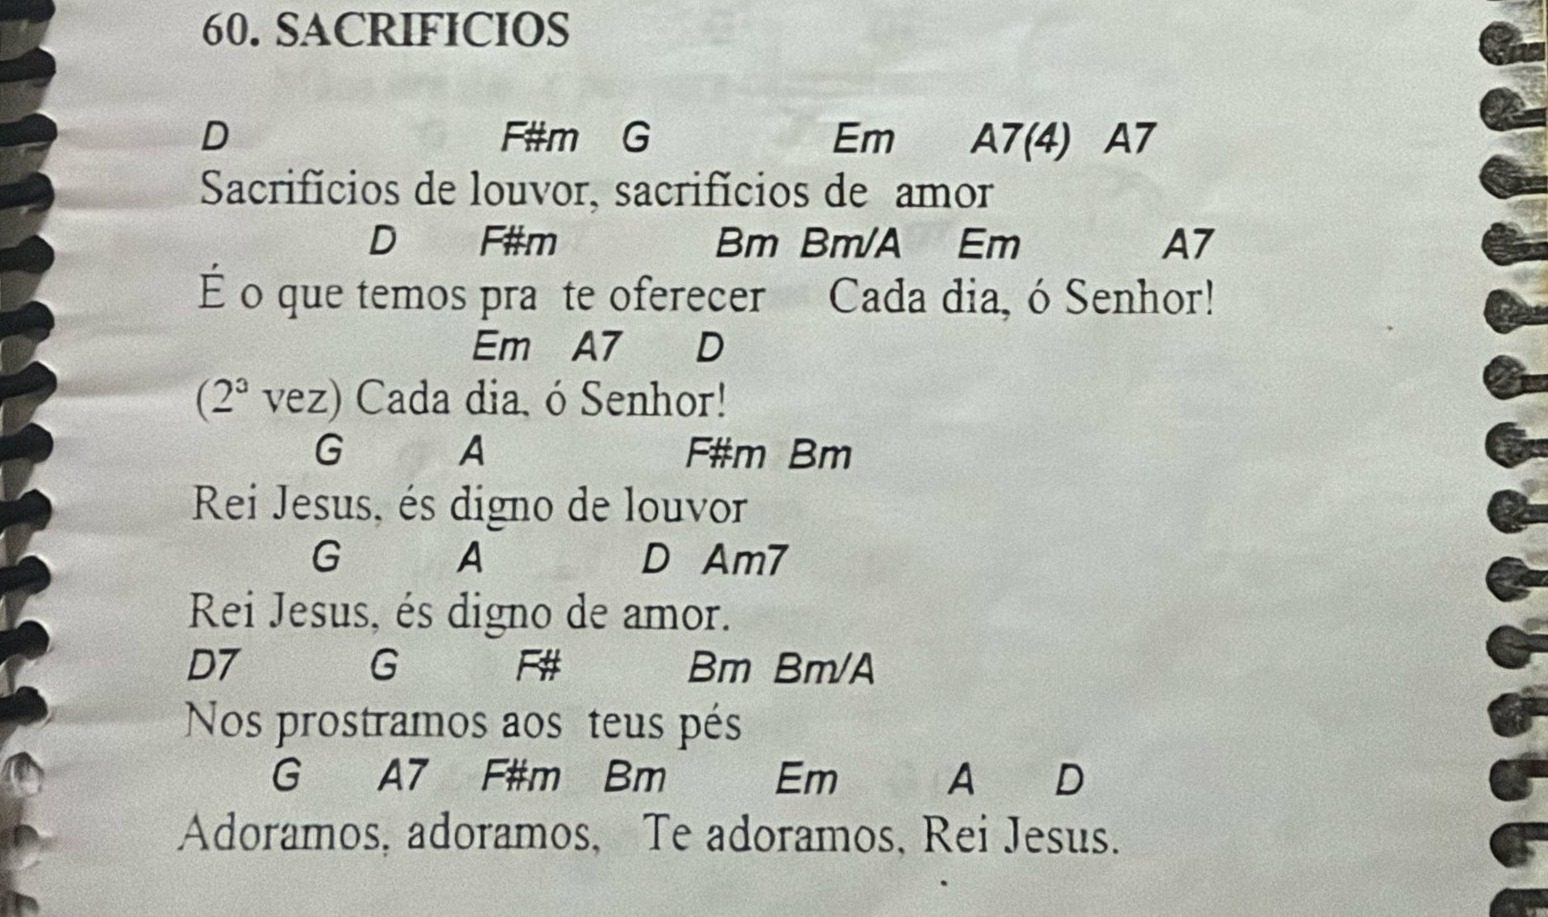 60. SACRIFICIOS
D F#m G Em A7(4) A7
Sacrifícios de louvor, sacrifícios de amor
D F#m Bm Bm/A Em A7
É o que temos pra te oferecer Cada dia, ó Senhor!
Em A7 D
(2ª vez) Cada dia, ó Senhor!
G A F#m Bm
Rei Jesus, és digno de louvor
G A D Am7
Rei Jesus, és digno de amor.
D7 G F# Bm Bm/A
Nos prostramos aos teus pés
G A7 F#m Bm Em A D
Adoramos, adoramos, Te adoramos, Rei Jesus.